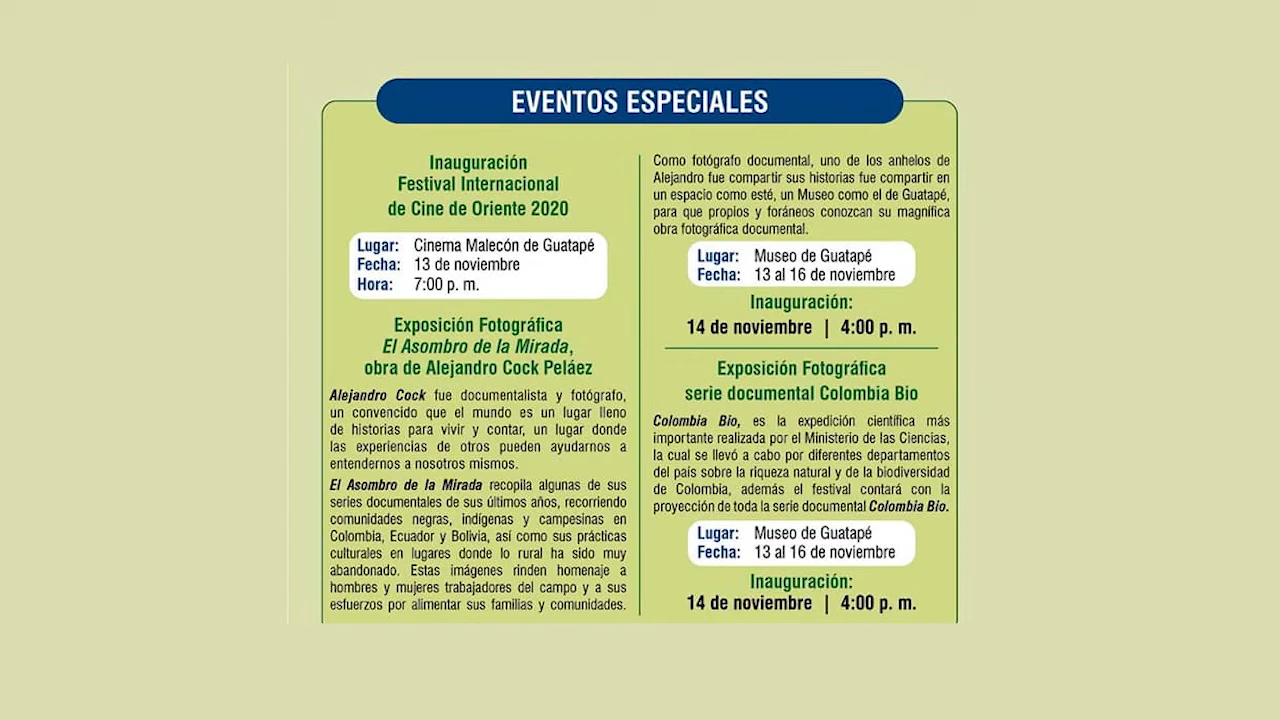 EVENTOS ESPECIALES
Inauguración
Festival Internacional
de Cine de Oriente 2020
Lugar: Cinema Malecón de Guatapé
Fecha: 13 de noviembre
Hora: 7:00 p. m.
Exposición Fotográfica
El Asombro de la Mirada,
obra de Alejandro Cock Peláez
Alejandro Cock fue documentalista y fotógrafo,
un convencido que el mundo es un lugar lleno
de historias para vivir y contar, un lugar donde
las experiencias de otros pueden ayudarnos a
entendernos a nosotros mismos.
El Asombro de la Mirada recopila algunas de sus
series documentales de sus últimos años, recorriendo
comunidades negras, indígenas y campesinas en
Colombia, Ecuador y Bolivia, así como sus prácticas
culturales en lugares donde lo rural ha sido muy
abandonado. Estas imágenes rinden homenaje a
hombres y mujeres trabajadores del campo y a sus
esfuerzos por alimentar sus familias y comunidades.
Como fotógrafo documental, uno de los anhelos de
Alejandro fue compartir sus historias fue compartir en
un espacio como esté, un Museo como el de Guatapé,
para que propios y foráneos conozcan su magnífica
obra fotográfica documental.
Lugar: Museo de Guatapé
Fecha: 13 al 16 de noviembre
Inauguración:
14 de noviembre | 4:00 p. m.
Exposición Fotográfica
serie documental Colombia Bio
Colombia Bio, es la expedición científica más
importante realizada por el Ministerio de las Ciencias,
la cual se llevó a cabo por diferentes departamentos
del país sobre la riqueza natural y de la biodiversidad
de Colombia, además el festival contará con la
proyección de toda la serie documental Colombia Bio.
Lugar: Museo de Guatapé
Fecha: 13 al 16 de noviembre
Inauguración:
14 de noviembre | 4:00 p. m.